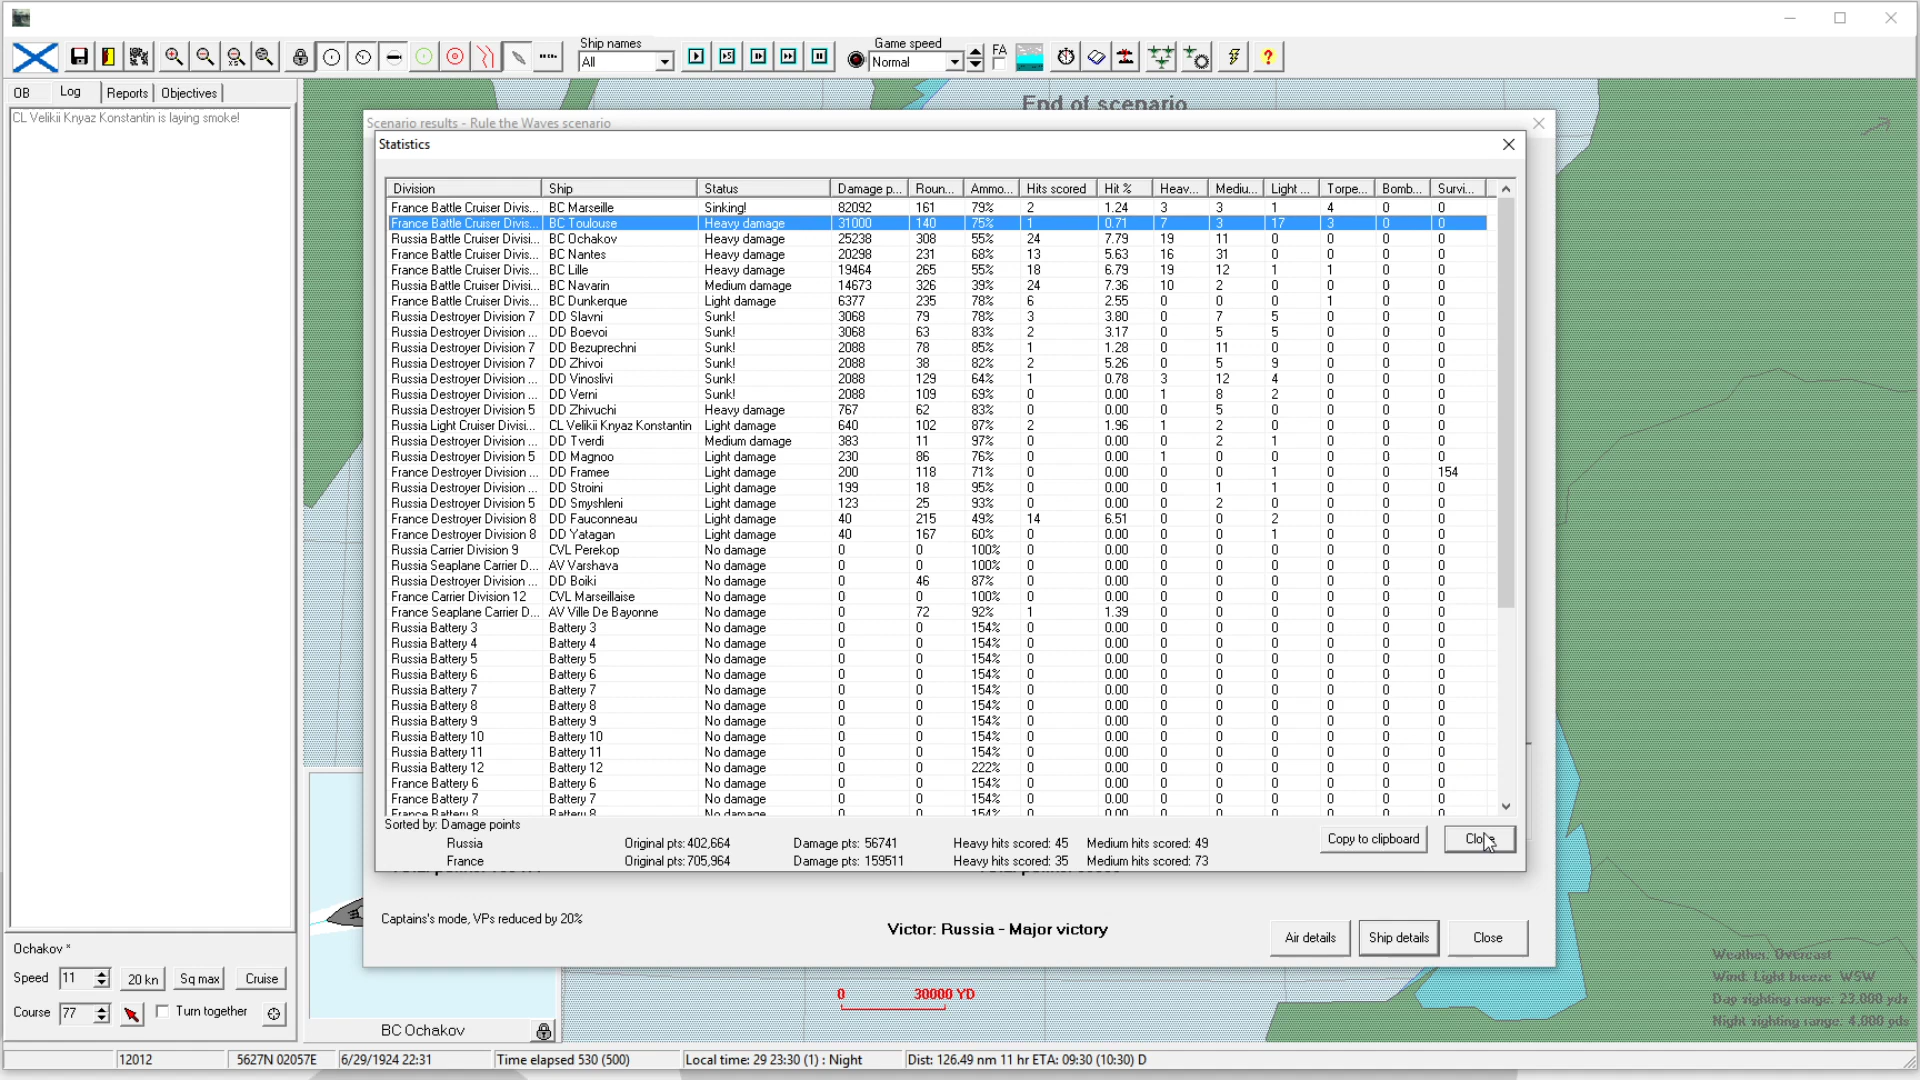 Ship names
All
Game speed
Normal
FA
OB Log Reports Objectives
CL Velikii Knyaz Konstantin is laying smoke!
End of scenario
Scenario results - Rule the Waves scenario
Statistics
Division Ship Status Damage p... Roun... Ammo... Hits scored Hit % Heav... Mediu... Light ... Torpe... Bomb... Survi...
France Battle Cruiser Divis... BC Marseille Sinking! 82092 161 79% 2 1.24 3 3 1 4 0 0
France Battle Cruiser Divis... BC Toulouse Heavy damage 31000 140 75% 1 0.71 7 3 17 3 0 0
Russia Battle Cruiser Divisi... BC Ochakov Heavy damage 25238 308 55% 24 7.79 19 11 0 0 0 0
France Battle Cruiser Divis... BC Nantes Heavy damage 20298 231 68% 13 5.63 16 31 0 0 0 0
France Battle Cruiser Divis... BC Lille Heavy damage 19464 265 55% 18 6.79 19 12 1 1 0 0
Russia Battle Cruiser Divisi... BC Navarin Medium damage 14673 326 39% 24 7.36 10 2 0 0 0 0
France Battle Cruiser Divis... BC Dunkerque Light damage 6377 235 78% 6 2.55 0 0 0 1 0 0
Russia Destroyer Division 7 DD Slavni Sunk! 3068 79 78% 3 3.80 0 7 5 0 0 0
Russia Destroyer Division ... DD Boevoi Sunk! 3068 63 83% 2 3.17 0 5 5 0 0 0
Russia Destroyer Division 7 DD Bezuprechni Sunk! 2088 78 85% 1 1.28 0 11 0 0 0 0
Russia Destroyer Division 7 DD Zhivoi Sunk! 2088 38 82% 2 5.26 0 5 9 0 0 0
Russia Destroyer Division ... DD Vinoslivi Sunk! 2088 129 64% 1 0.78 3 12 4 0 0 0
Russia Destroyer Division ... DD Verni Sunk! 2088 109 69% 0 0.00 1 8 2 0 0 0
Russia Destroyer Division 5 DD Zhivuchi Heavy damage 767 62 83% 0 0.00 0 5 0 0 0 0
Russia Light Cruiser Divisi... CL Velikii Knyaz Konstantin Light damage 640 102 87% 2 1.96 1 2 0 0 0 0
Russia Destroyer Division ... DD Tverdi Medium damage 383 11 97% 0 0.00 0 2 1 0 0 0
Russia Destroyer Division 5 DD Magnoo Light damage 230 86 76% 0 0.00 1 0 0 0 0 0
France Destroyer Division ... DD Framee Light damage 200 118 71% 0 0.00 0 0 1 0 0 154
Russia Destroyer Division ... DD Stroini Light damage 199 18 95% 0 0.00 0 1 1 0 0 0
Russia Destroyer Division 5 DD Smyshleni Light damage 123 25 93% 0 0.00 0 2 0 0 0 0
France Destroyer Division 8 DD Fauconneau Light damage 40 215 49% 14 6.51 0 0 2 0 0 0
France Destroyer Division 8 DD Yatagan Light damage 40 167 60% 0 0.00 0 0 1 0 0 0
Russia Carrier Division 9 CVL Perekop No damage 0 0 100% 0 0.00 0 0 0 0 0 0
Russia Seaplane Carrier D... AV Varshava No damage 0 0 100% 0 0.00 0 0 0 0 0 0
Russia Destroyer Division ... DD Boiki No damage 0 46 87% 0 0.00 0 0 0 0 0 0
France Carrier Division 12 CVL Marseillaise No damage 0 0 100% 0 0.00 0 0 0 0 0 0
France Seaplane Carrier D... AV Ville De Bayonne No damage 0 72 92% 1 1.39 0 0 0 0 0 0
Russia Battery 3 Battery 3 No damage 0 0 154% 0 0.00 0 0 0 0 0 0
Russia Battery 4 Battery 4 No damage 0 0 154% 0 0.00 0 0 0 0 0 0
Russia Battery 5 Battery 5 No damage 0 0 154% 0 0.00 0 0 0 0 0 0
Russia Battery 6 Battery 6 No damage 0 0 154% 0 0.00 0 0 0 0 0 0
Russia Battery 7 Battery 7 No damage 0 0 154% 0 0.00 0 0 0 0 0 0
Russia Battery 8 Battery 8 No damage 0 0 154% 0 0.00 0 0 0 0 0 0
Russia Battery 9 Battery 9 No damage 0 0 154% 0 0.00 0 0 0 0 0 0
Russia Battery 10 Battery 10 No damage 0 0 154% 0 0.00 0 0 0 0 0 0
Russia Battery 11 Battery 11 No damage 0 0 154% 0 0.00 0 0 0 0 0 0
Russia Battery 12 Battery 12 No damage 0 0 222% 0 0.00 0 0 0 0 0 0
France Battery 6 Battery 6 No damage 0 0 154% 0 0.00 0 0 0 0 0 0
France Battery 7 Battery 7 No damage 0 0 154% 0 0.00 0 0 0 0 0 0
France Battery 8 Battery 8 No damage 0 0 154% 0 0.00 0 0 0 0 0 0
Sorted by: Damage points
Russia Original pts: 402,664 Damage pts: 56741 Heavy hits scored: 45 Medium hits scored: 49
France Original pts: 705,964 Damage pts: 159511 Heavy hits scored: 35 Medium hits scored: 73
Copy to clipboard
Close
Captains's mode, VPs reduced by 20%
Victor: Russia - Major victory
Air details Ship details Close
Ochakov *
Speed 11 20 kn Sq max Cruise
Course 77 Turn together
BC Ochakov
0 30000 YD
Weather: Overcast
Wind: Light breeze WSW
Day sighting range: 23,000 yds
Night sighting range: 4,000 yds
12012 5627N 02057E 6/29/1924 22:31 Time elapsed 530 (500) Local time: 29 23:30 (1) : Night Dist: 126.49 nm 11 hr ETA: 09:30 (10:30) D